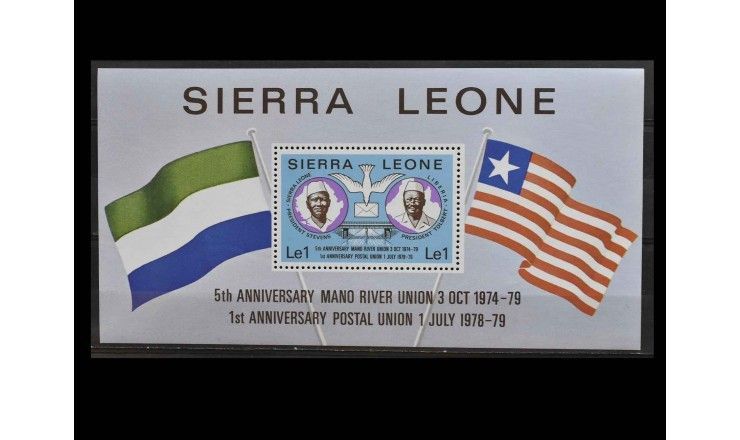 SIERRA LEONE
SIERRA LEONE
SIERRA LEONE
PRESIDENT STEVENS
LIBERIA
PRESIDENT TOLBERT
Le1
Le1
5th ANNIVERSARY MANO RIVER UNION 3 OCT 1974-79
1st ANNIVERSARY POSTAL UNION 1 JULY 1978-79
5th ANNIVERSARY MANO RIVER UNION 3 OCT 1974-79
1st ANNIVERSARY POSTAL UNION 1 JULY 1978-79